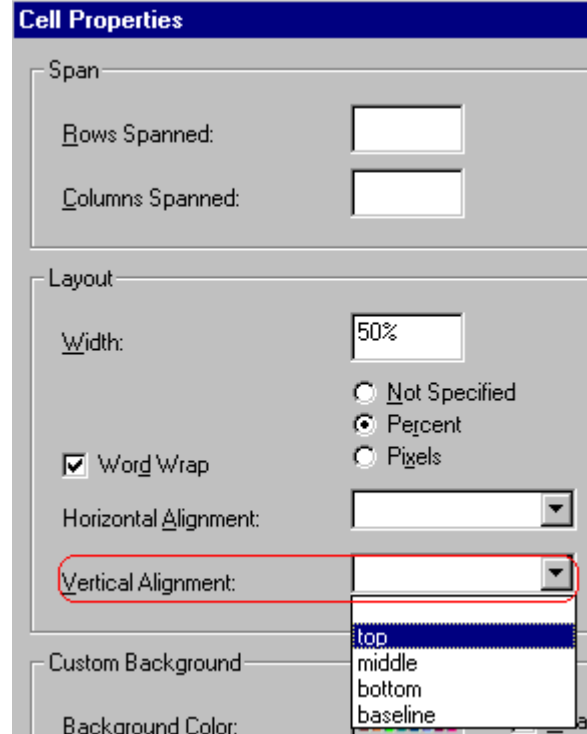 Cell Properties
Span
Rows Spanned:
Columns Spanned:
Layout
Width:
50%
Not Specified
Percent
Pixels
Word Wrap
Horizontal Alignment:
Vertical Alignment:
top
middle
bottom
baseline
Custom Background
Background Color: